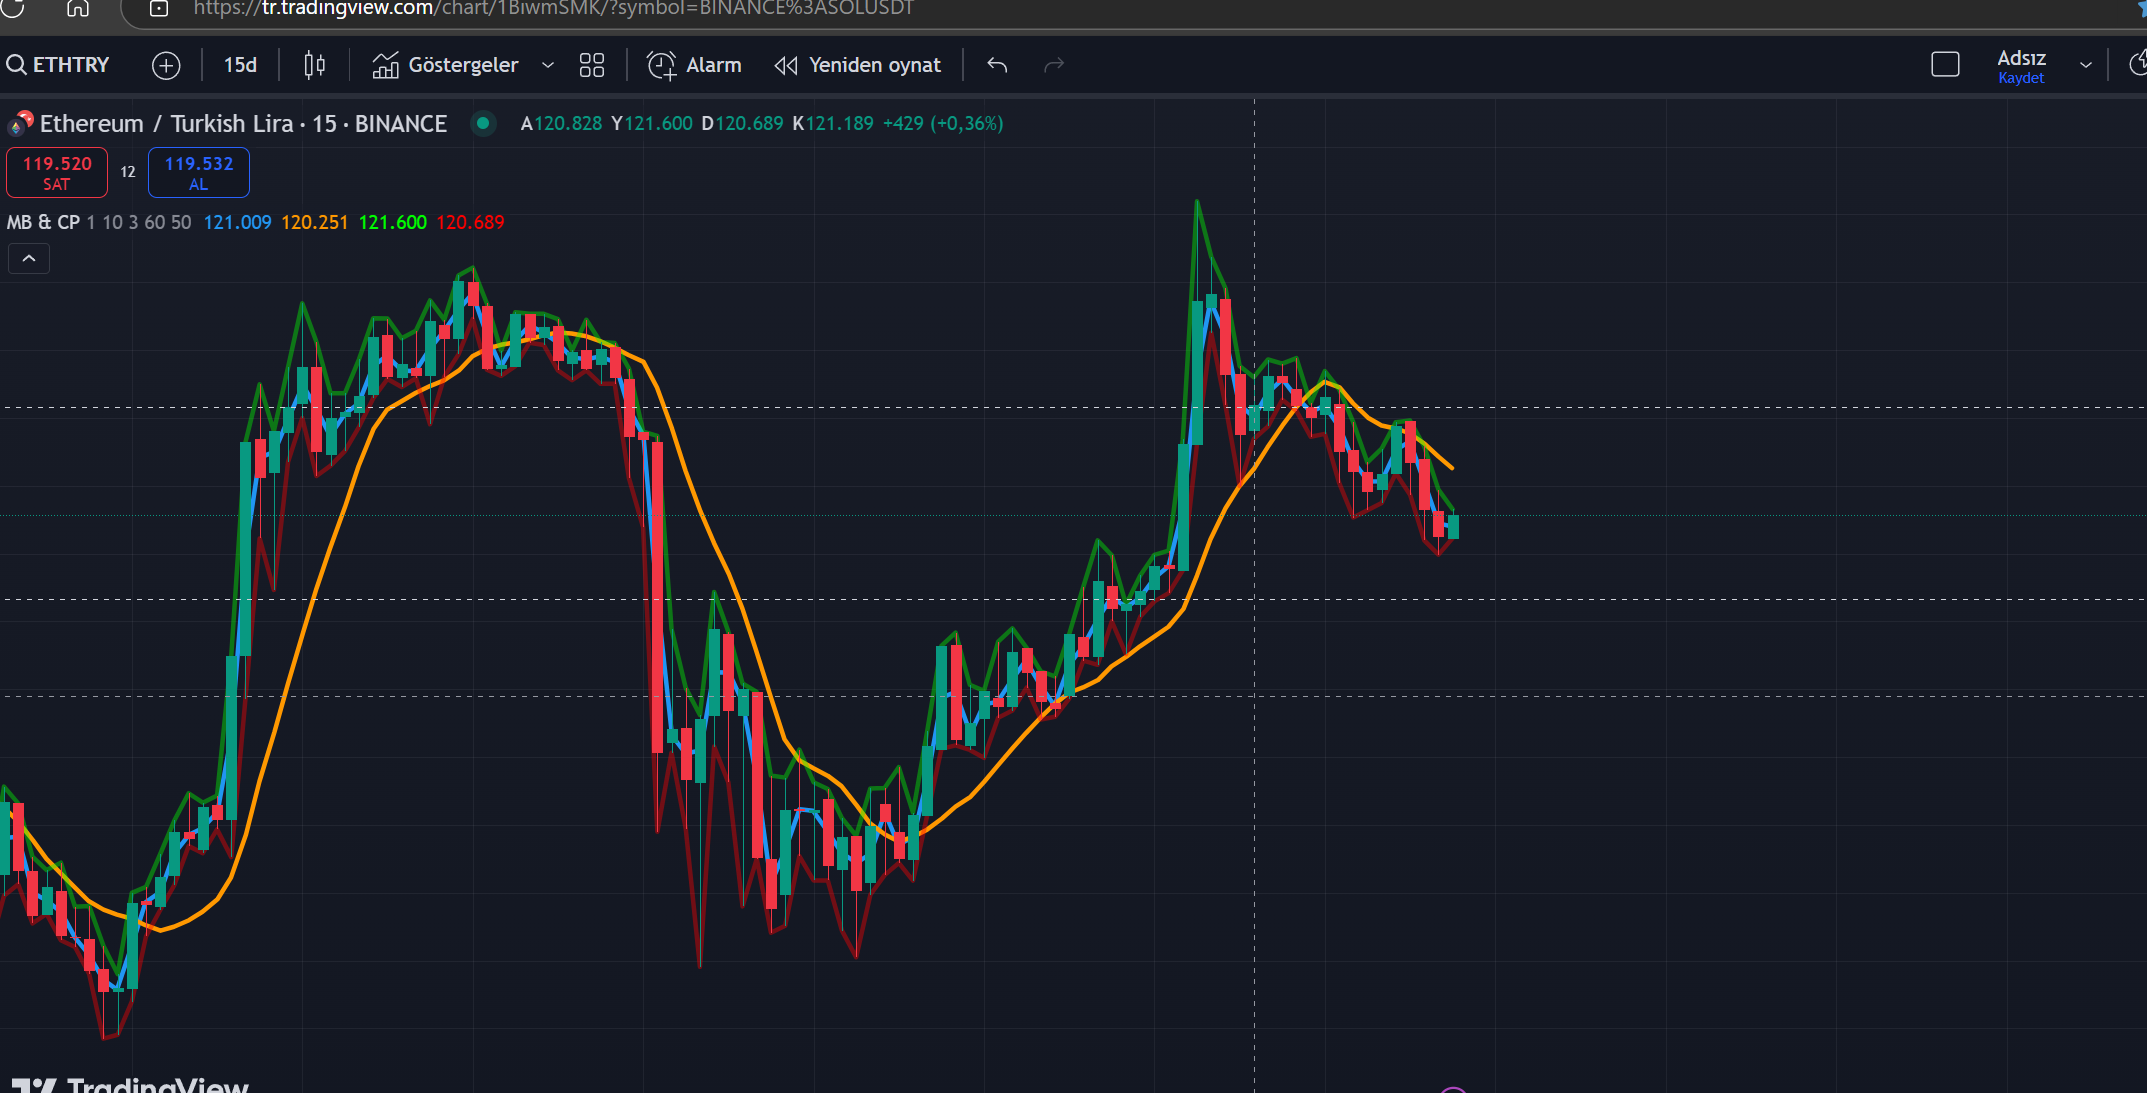 https://tr.tradingview.com/chart/1BiwmSMK/?symbol=BINANCE%3ASOLUSDT
ETHTRY 15d Göstergeler Alarm Yeniden oynat Adsız
Kaydet
Ethereum / Turkish Lira · 15 · BINANCE A120.828 Y121.600 D120.689 K121.189 +429 (+0,36%)
119.520 12 119.532
SAT AL
MB & CP 1 10 3 60 50 121.009 120.251 121.600 120.689
TradingView